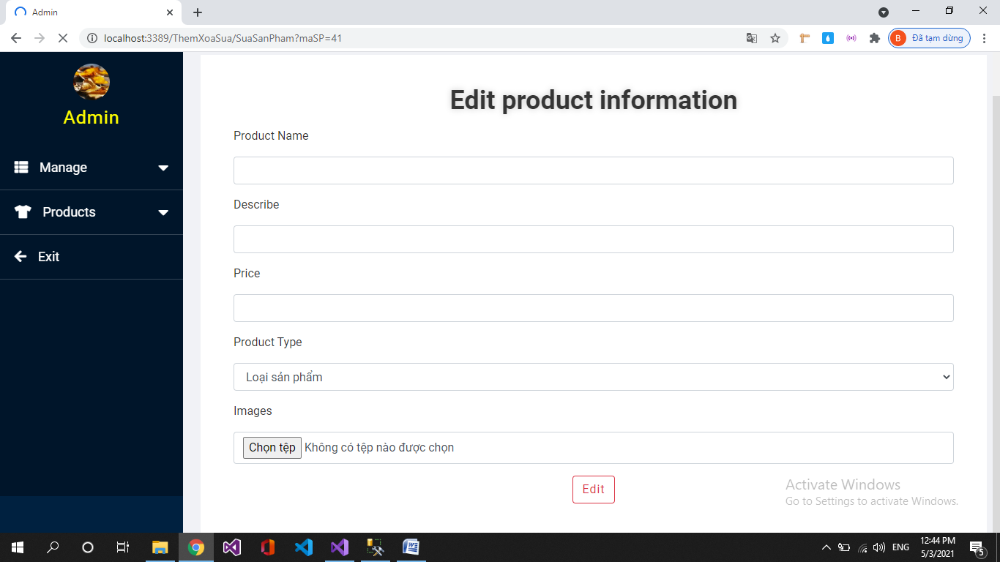 Admin
localhost:3389/ThemXoaSua/SuaSanPham?maSP=41
B Đã tạm dừng
Admin
Manage
Products
Exit
Edit product information
Product Name
Describe
Price
Product Type
Loại sản phẩm
Images
Chọn tệp Không có tệp nào được chọn
Edit
Activate Windows
Go to Settings to activate Windows.
ENG
12:44 PM
5/3/2021
5